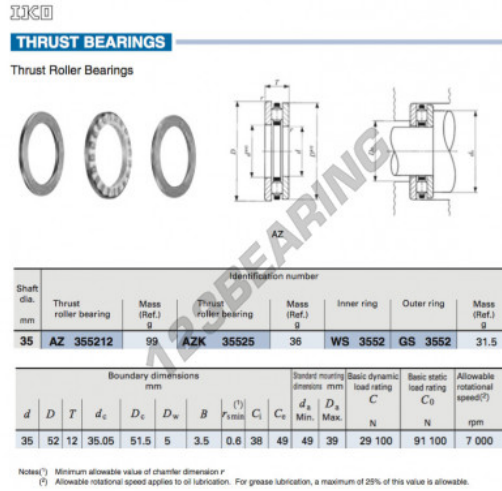 IKO
THRUST BEARINGS
Thrust Roller Bearings
T
r
D
d
AZ
123BEARING
Identification number
Shaft dia. mm
Thrust roller bearing
Mass (Ref.) g
Thrust roller bearing
Mass (Ref.) g
Inner ring
Outer ring
Mass (Ref.) g
35 AZ 355212 99 AZK 35525 36 WS 3552 GS 3552 31.5
Boundary dimensions mm
Standard mounting dimensions mm
Basic dynamic load rating C N
Basic static load rating C0 N
Allowable rotational speed(2) rpm
d D T dc Dc Dw B rs min(1) Ci Ce da Min. Da Max.
35 52 12 35.05 51.5 5 3.5 0.6 38 49 49 39 29 100 91 100 7 000
Notes(1) Minimum allowable value of chamfer dimension r
(2) Allowable rotational speed applies to oil lubrication. For grease lubrication, a maximum of 25% of this value is allowable.